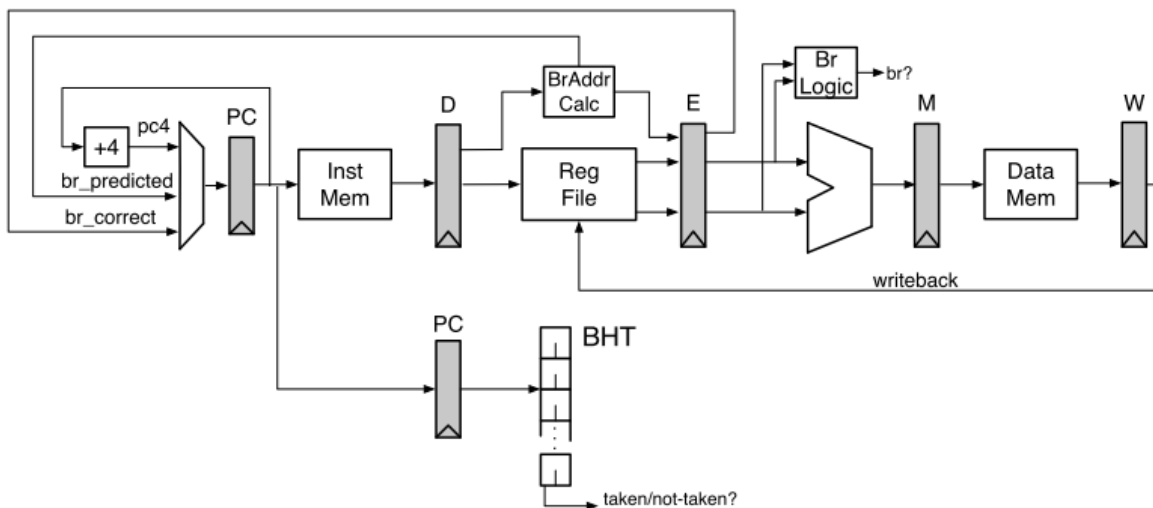 Br
Logic
br?
BrAddr
Calc
D
E
M
W
PC
pc4
+4
br_predicted
br_correct
Inst
Mem
Reg
File
Data
Mem
writeback
PC
BHT
taken/not-taken?